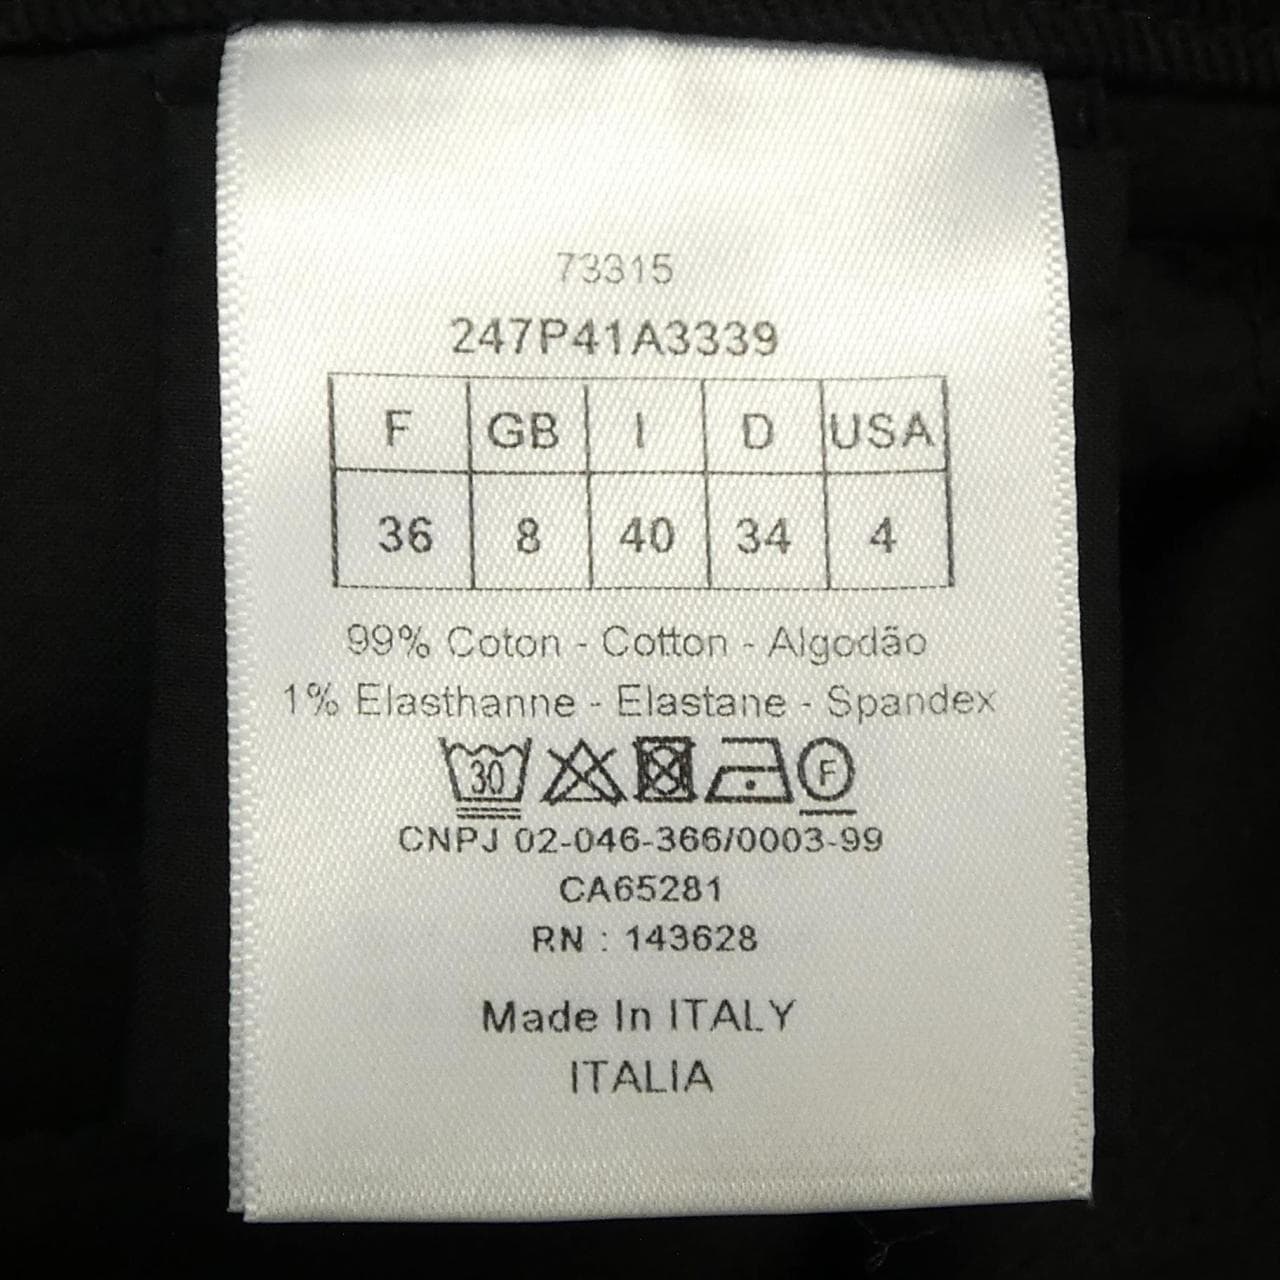 73315
247P41A3339
F GB I D USA
36 8 40 34 4
99% Coton - Cotton - Algodão
1% Elasthanne - Elastane - Spandex
30 F
CNPJ 02-046-366/0003-99
CA65281
RN : 143628
Made In ITALY
ITALIA